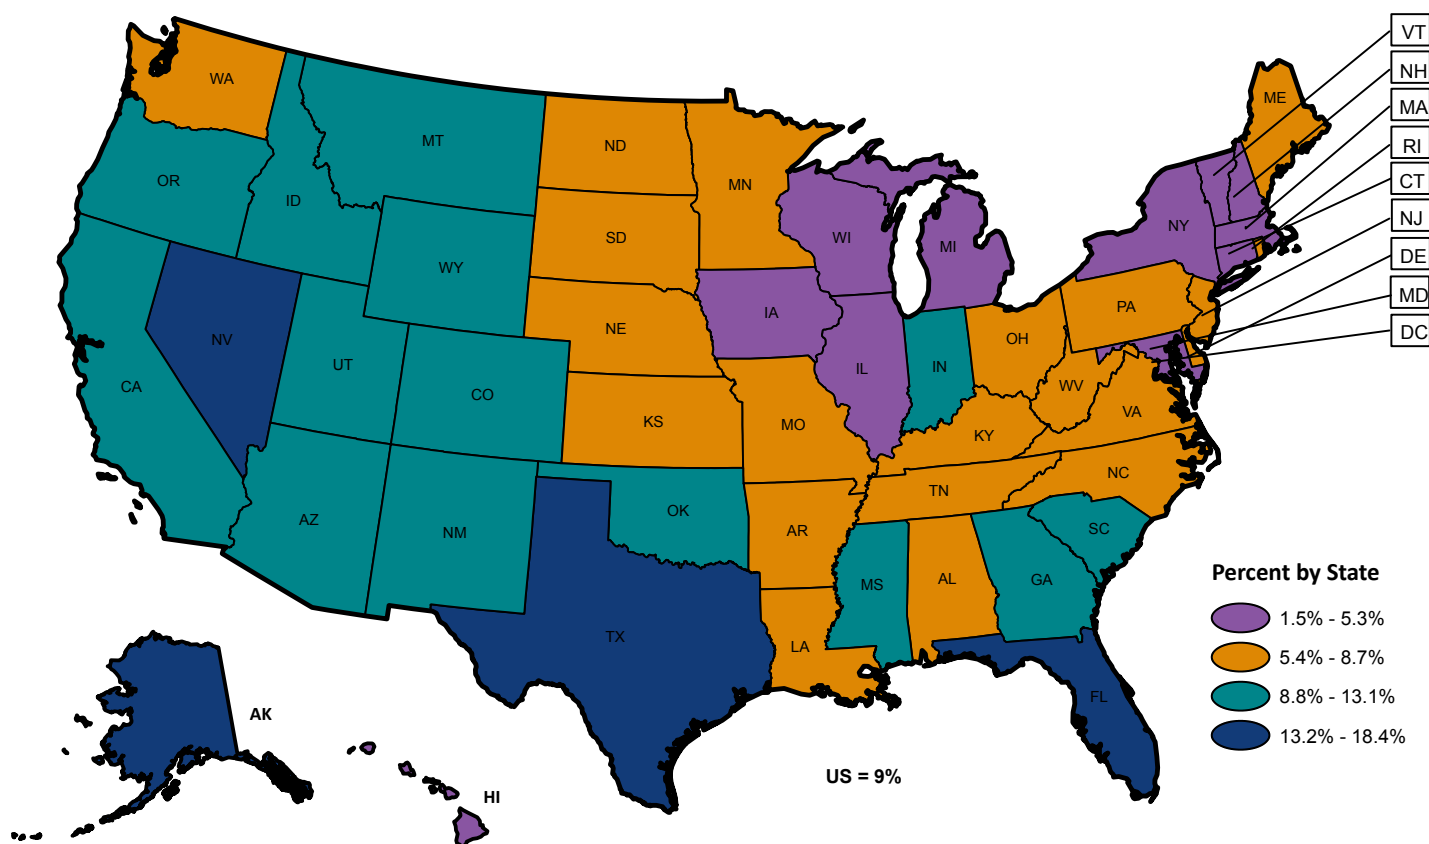 VT
NH
MA
RI
CT
NJ
DE
MD
DC
WA
MT
ND
MN
ME
OR
ID
SD
WI
MI
NY
WY
NE
IA
PA
NV
UT
CO
IL
IN
OH
CA
KS
MO
WV
VA
KY
NC
TN
AZ
NM
OK
AR
SC
MS
AL
GA
TX
LA
FL
AK
HI
Percent by State
1.5% - 5.3%
5.4% - 8.7%
8.8% - 13.1%
13.2% - 18.4%
US = 9%